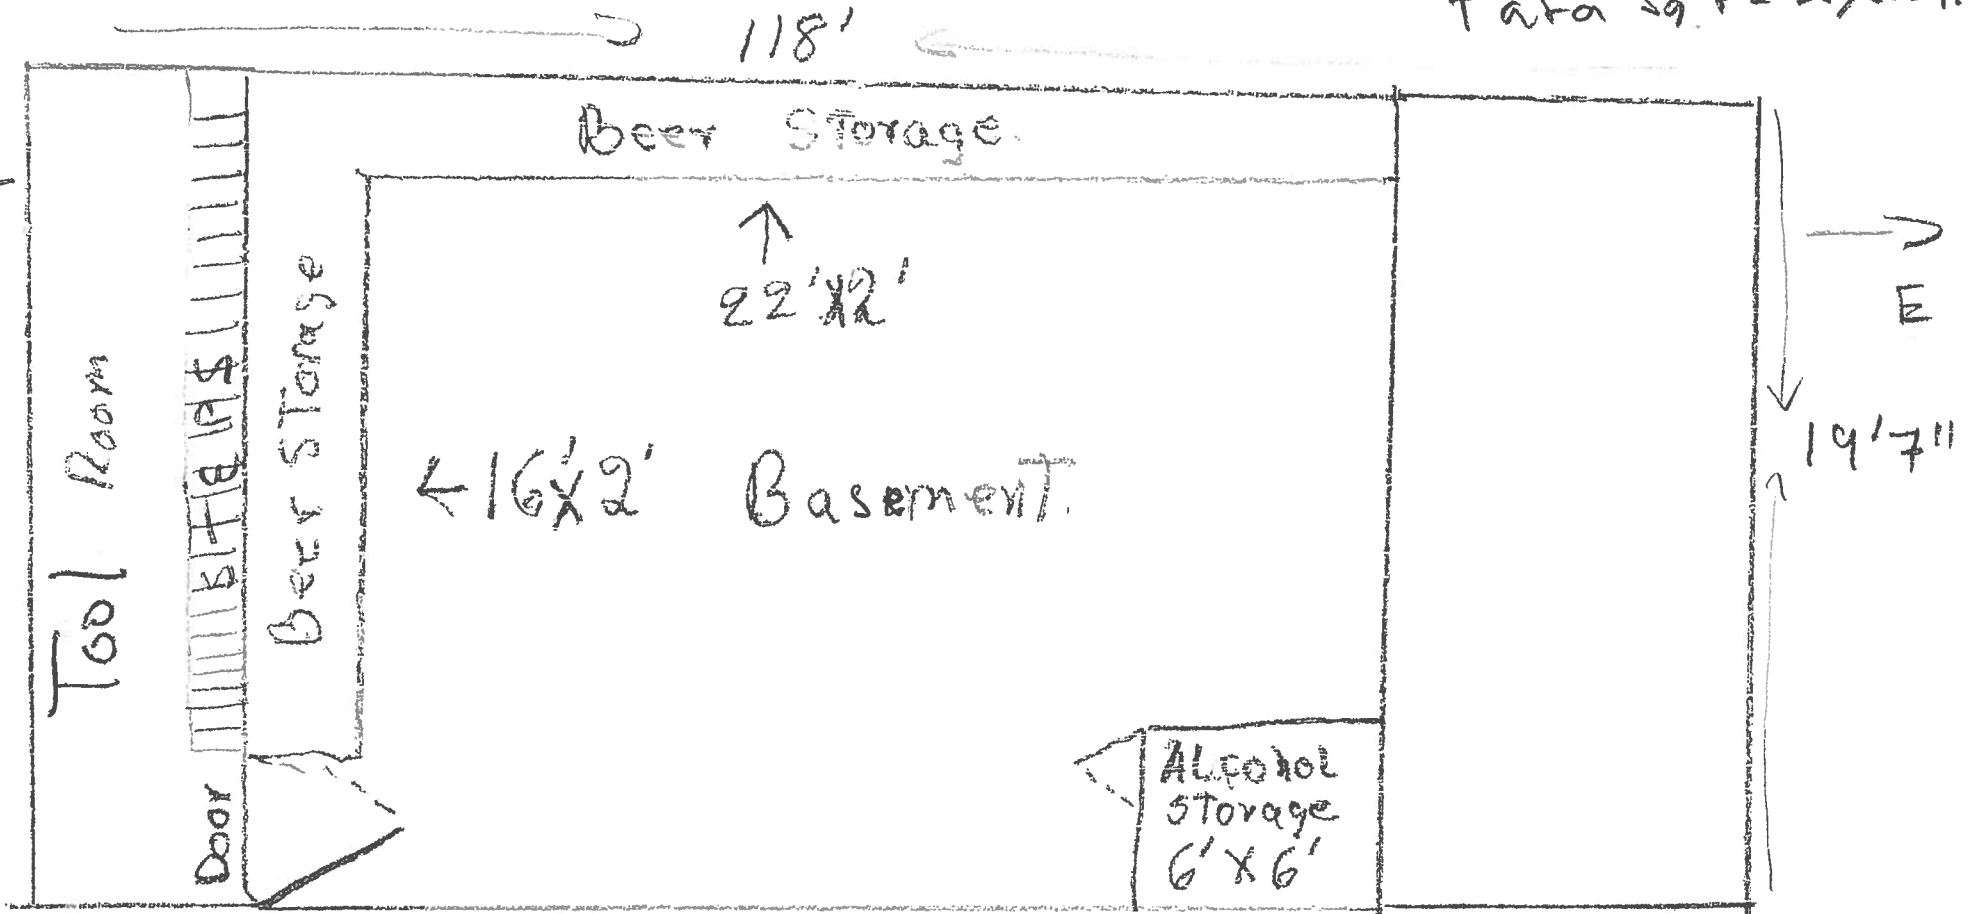 118'
Beer Storage.
22'x2'
E
19'7"
Tool Room
STAIRS
Beer Storage
16'x2'
Basement.
Door
Alcohol
Storage
6'x6'